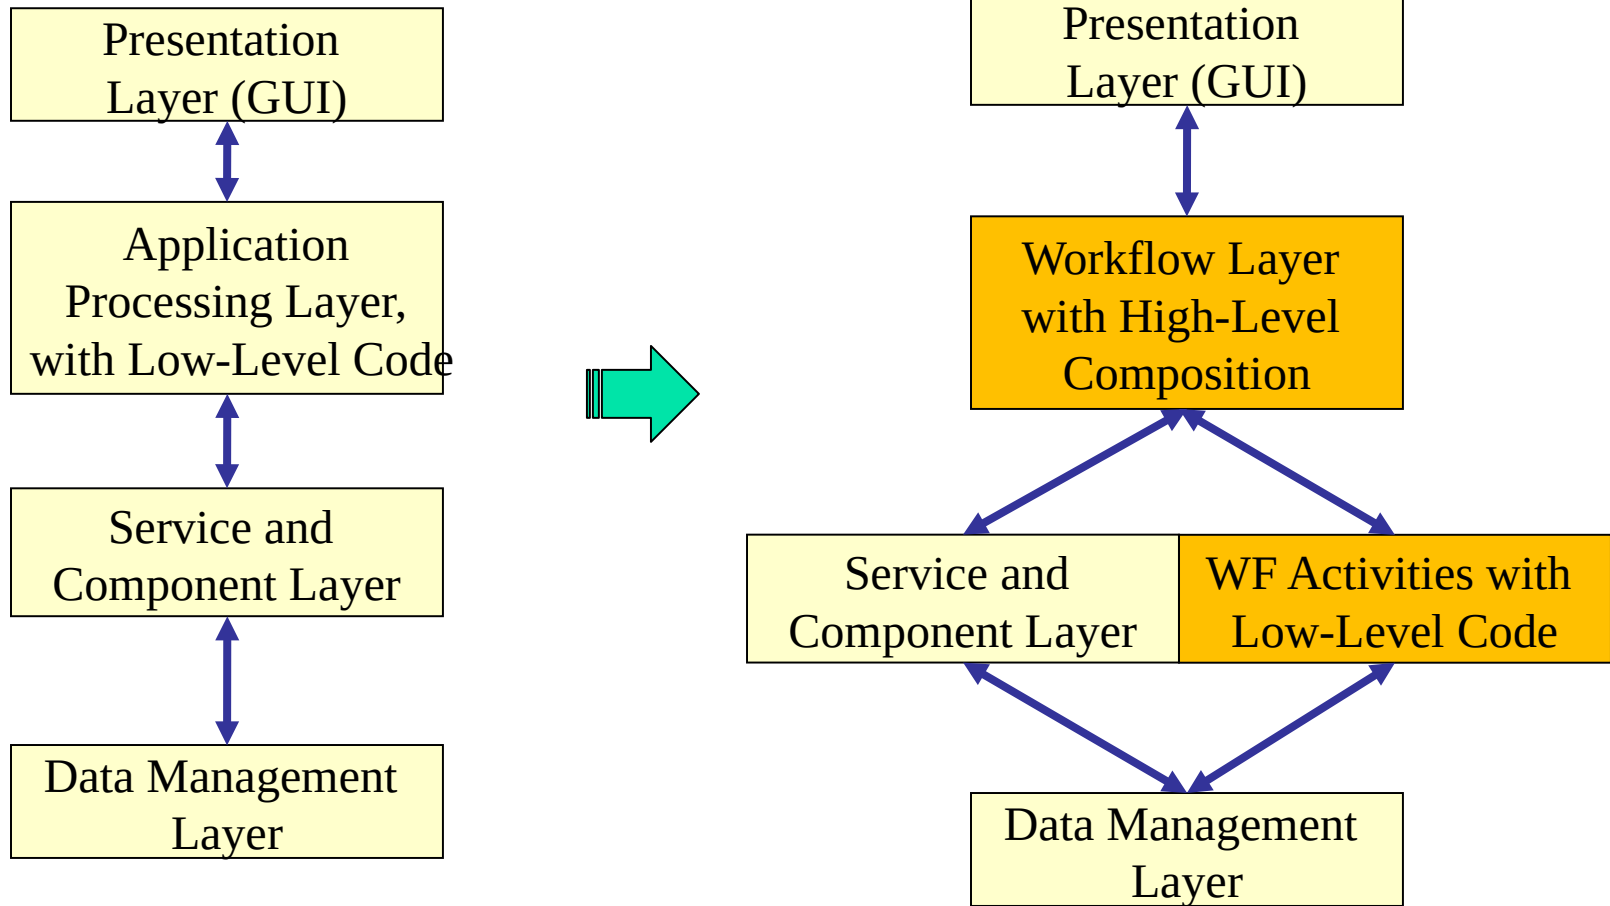 Presentation
Layer (GUI)
Application
Processing Layer,
with Low-Level Code
Service and
Component Layer
Data Management
Layer
Presentation
Layer (GUI)
Workflow Layer
with High-Level
Composition
Service and
Component Layer
WF Activities with
Low-Level Code
Data Management
Layer